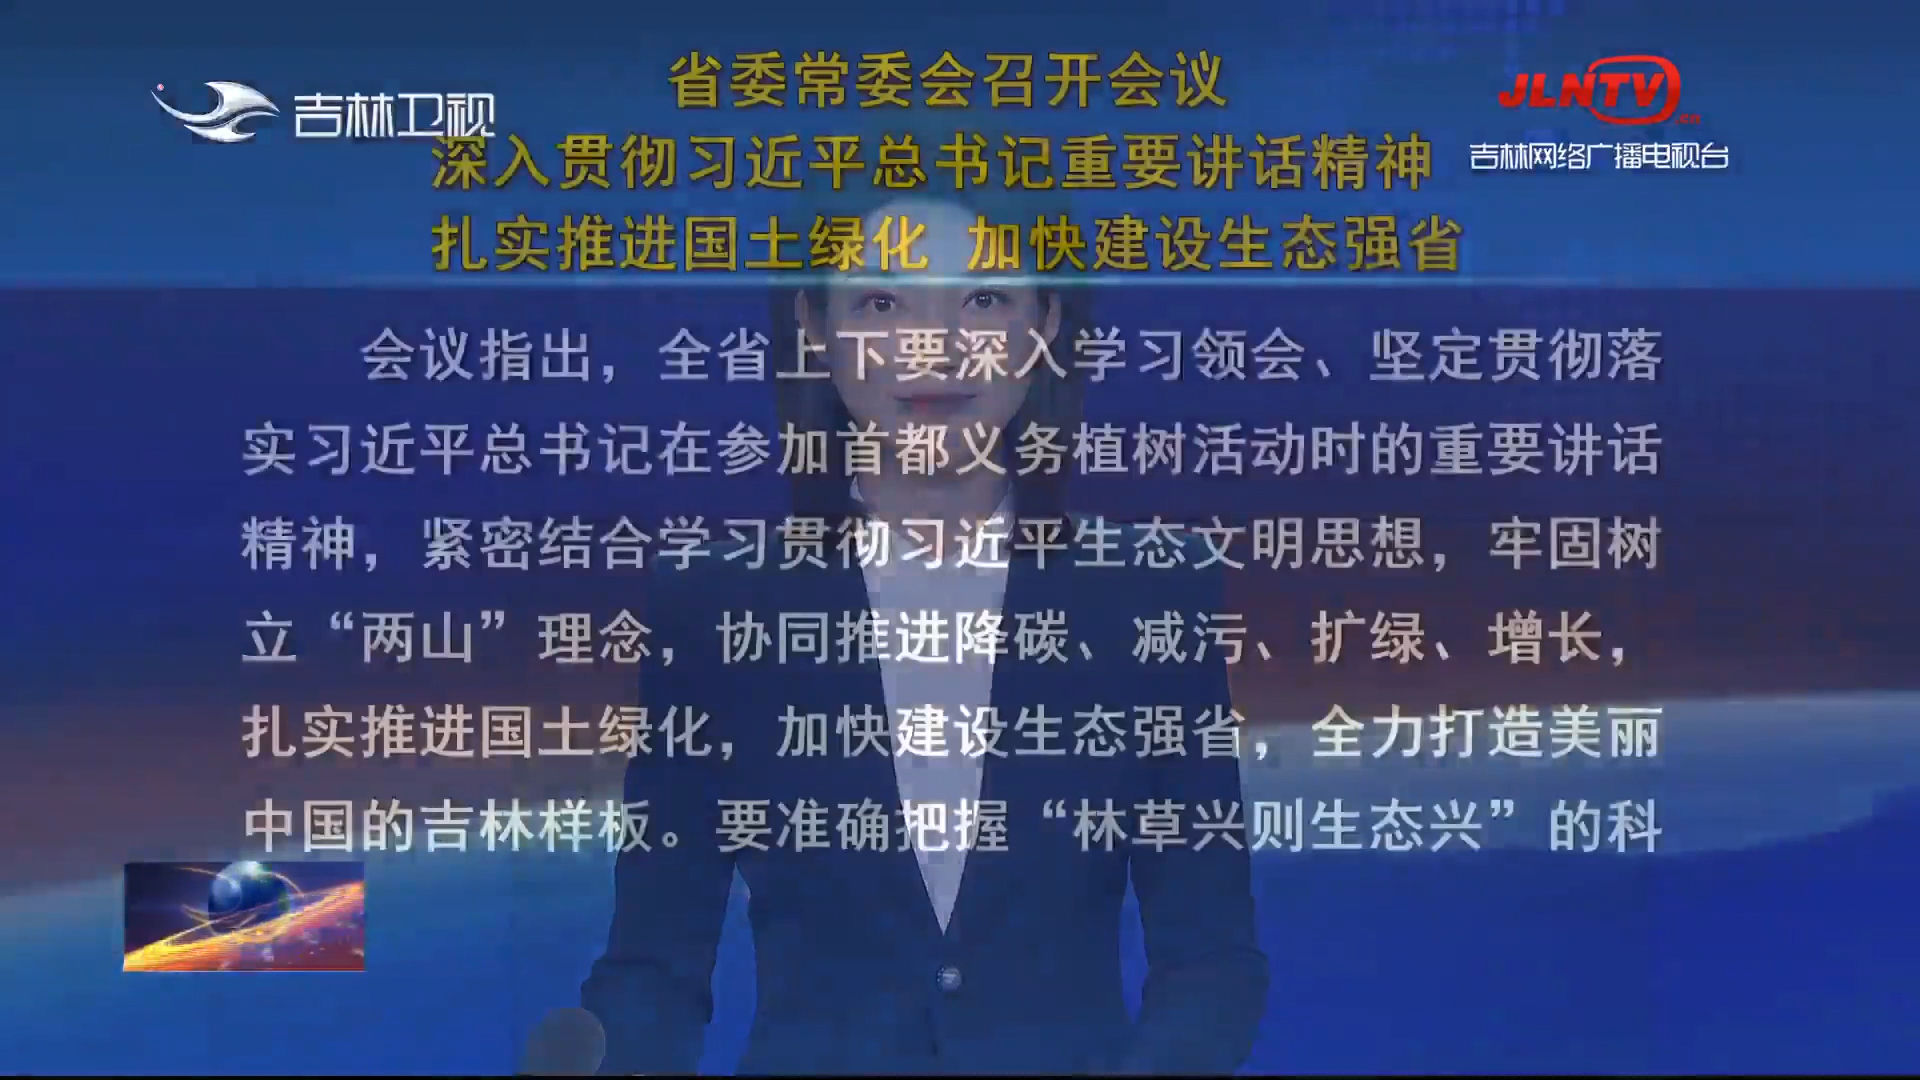 省委常委会召开会议
吉林卫视
JLNTV.cn
吉林网络广播电视台
深入贯彻习近平总书记重要讲话精神
扎实推进国土绿化 加快建设生态强省
会议指出，全省上下要深入学习领会、坚定贯彻落
实习近平总书记在参加首都义务植树活动时的重要讲话
精神，紧密结合学习贯彻习近平生态文明思想，牢固树
立“两山”理念，协同推进降碳、减污、扩绿、增长，
扎实推进国土绿化，加快建设生态强省，全力打造美丽
中国的吉林样板。要准确把握“林草兴则生态兴”的科